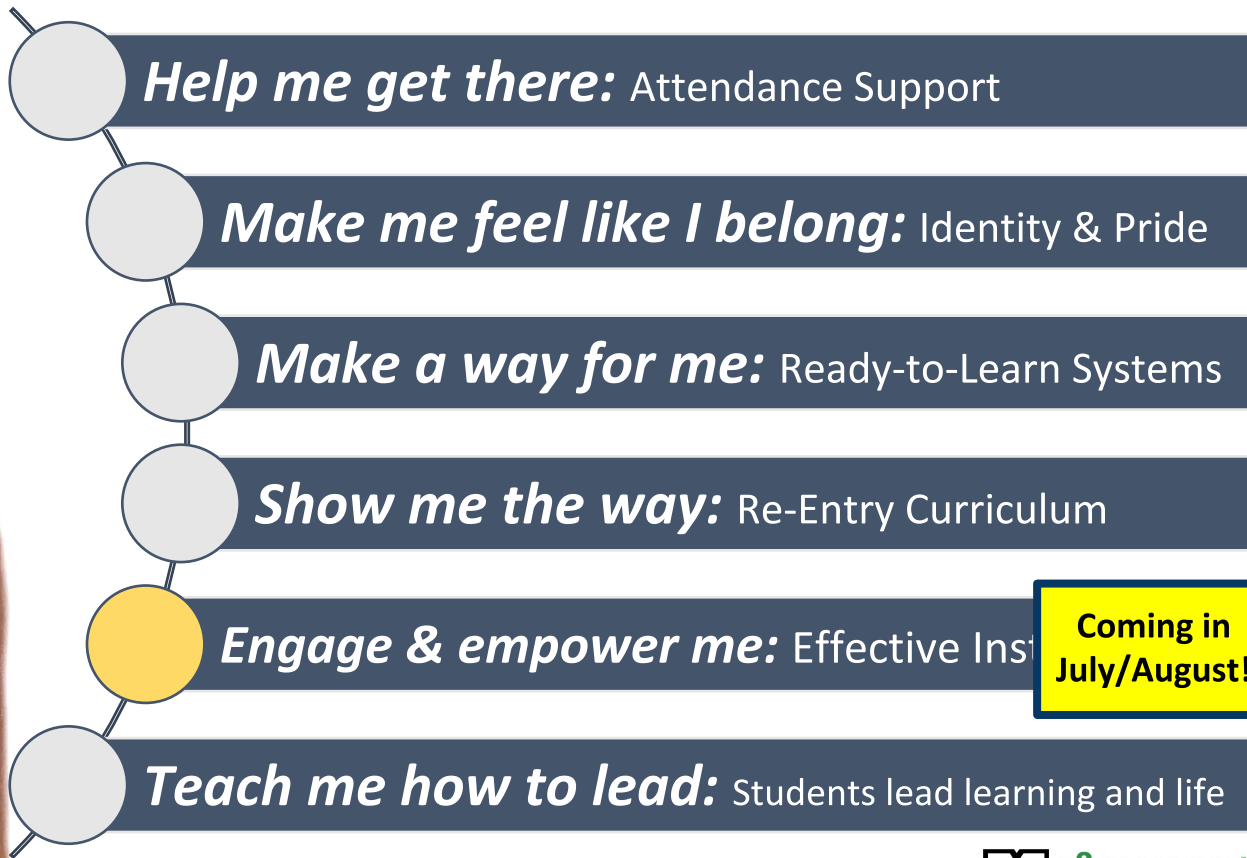 Help me get there: Attendance Support
Make me feel like I belong: Identity & Pride
Make a way for me: Ready-to-Learn Systems
Show me the way: Re-Entry Curriculum
Engage & empower me: Effective Inst
Coming in
July/August!
Teach me how to lead: Students lead learning and life